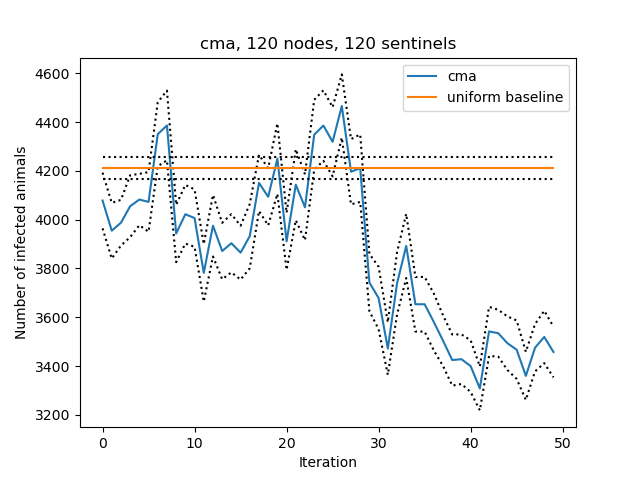 cma, 120 nodes, 120 sentinels
cma
uniform baseline
Number of infected animals
4600
4400
4200
4000
3800
3600
3400
3200
0 10 20 30 40 50
Iteration